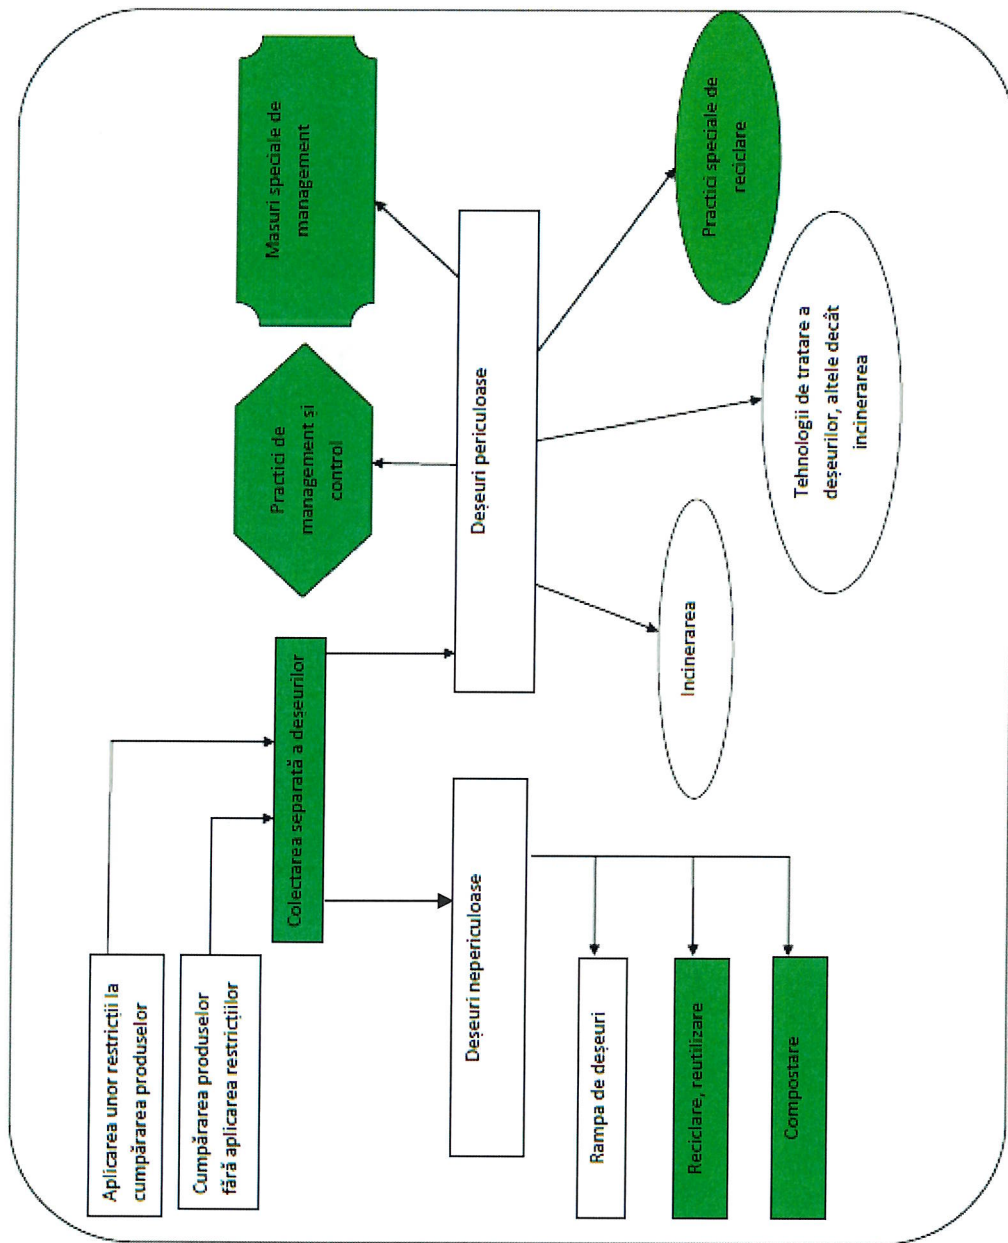 Aplicarea unor restricții la
cumpărarea produselor
Cumpărarea produselor
fără aplicarea restricțiilor
Colectarea separată a deșeurilor
Practici de
management și
control
Masuri speciale de
management
Deșeuri nepericuloase
Deșeuri periculoase
Rampa de deșeuri
Reciclare, reutilizare
Compostare
Incinerarea
Tehnologii de tratare a
deșeurilor, altele decât
incinerarea
Practici speciale de
reciclare